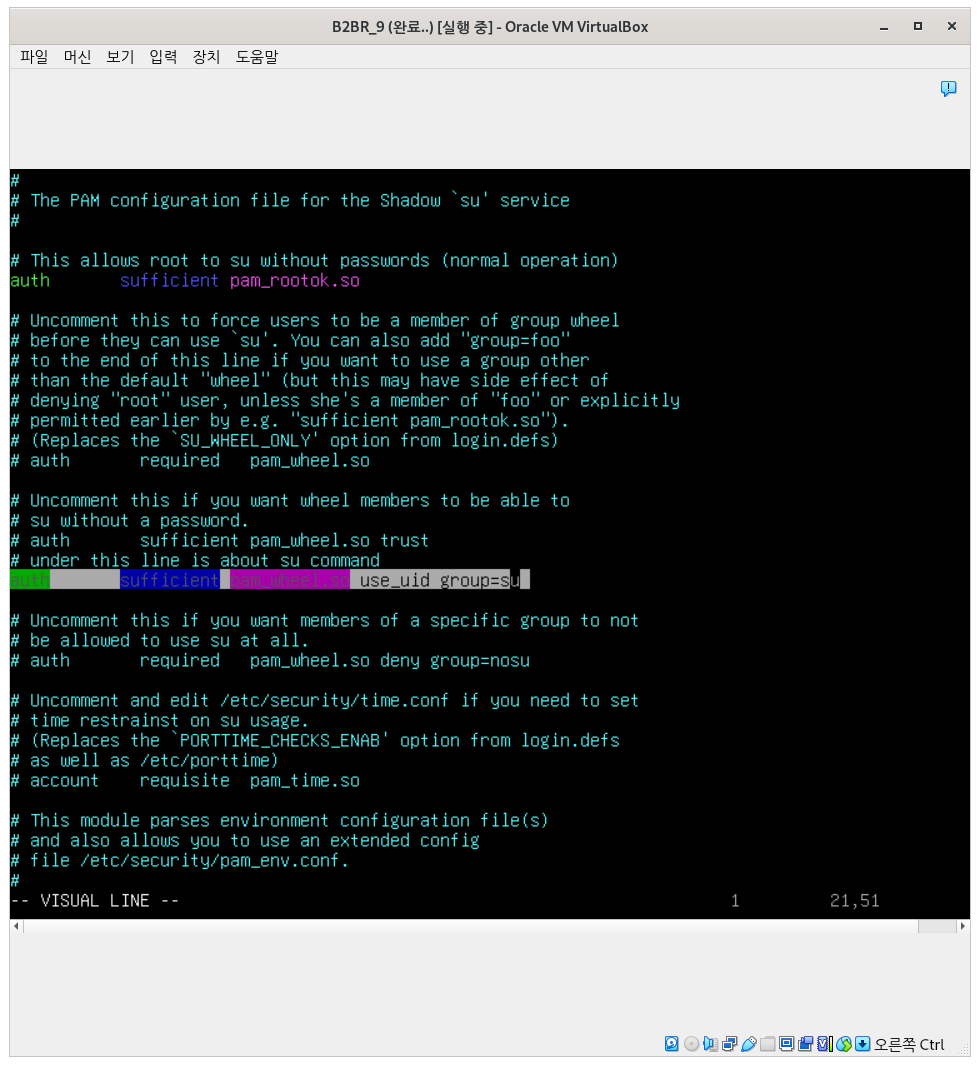 B2BR_9 (완료..) [실행 중] - Oracle VM VirtualBox
파일 머신 보기 입력 장치 도움말
#
# The PAM configuration file for the Shadow `su' service
#
# This allows root to su without passwords (normal operation)
auth sufficient pam_rootok.so
# Uncomment this to force users to be a member of group wheel
# before they can use `su'. You can also add "group=foo"
# to the end of this line if you want to use a group other
# than the default "wheel" (but this may have side effect of
# denying "root" user, unless she's a member of "foo" or explicitly
# permitted earlier by e.g. "sufficient pam_rootok.so").
# (Replaces the `SU_WHEEL_ONLY' option from login.defs)
# auth required pam_wheel.so
# Uncomment this if you want wheel members to be able to
# su without a password.
# auth sufficient pam_wheel.so trust
# under this line is about su command
auth sufficient pam_wheel.so use_uid group=su
# Uncomment this if you want members of a specific group to not
# be allowed to use su at all.
# auth required pam_wheel.so deny group=nosu
# Uncomment and edit /etc/security/time.conf if you need to set
# time restrainst on su usage.
# (Replaces the `PORTTIME_CHECKS_ENAB' option from login.defs
# as well as /etc/porttime)
# account requisite pam_time.so
# This module parses environment configuration file(s)
# and also allows you to use an extended config
# file /etc/security/pam_env.conf.
#
-- VISUAL LINE -- 1 21,51
오른쪽 Ctrl